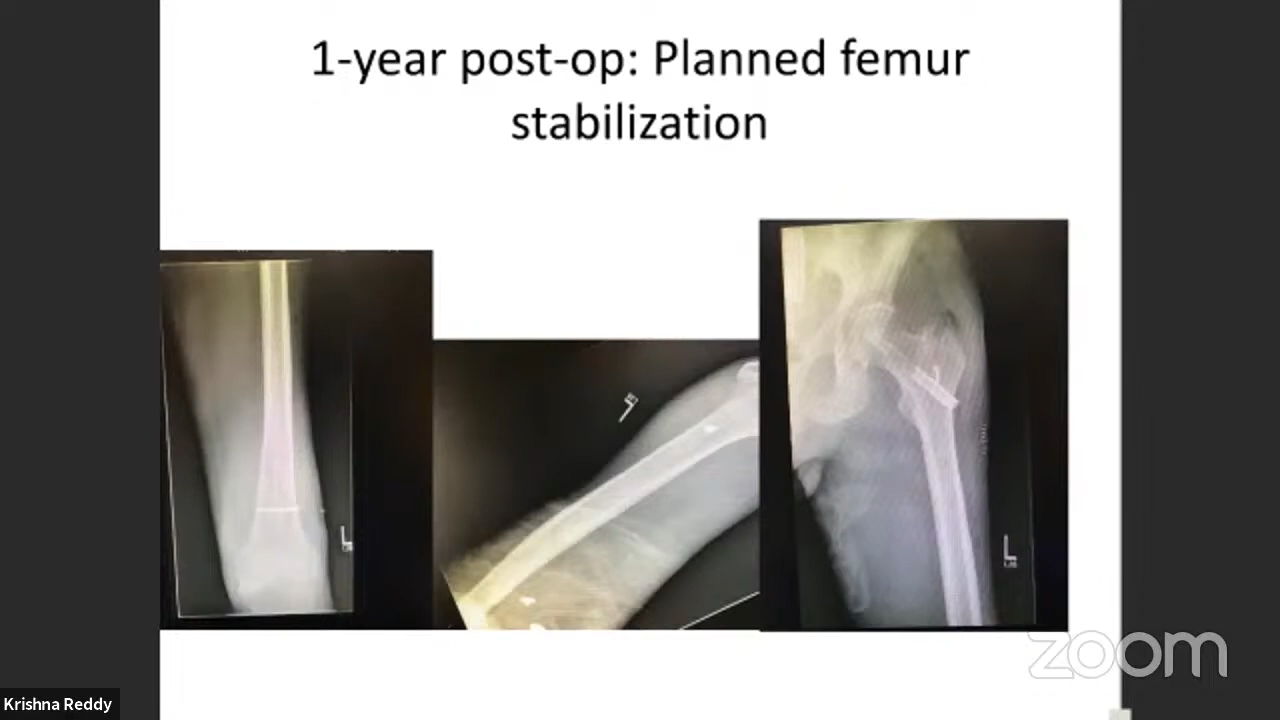 1-year post-op: Planned femur
stabilization
L
L
zoom
Krishna Reddy